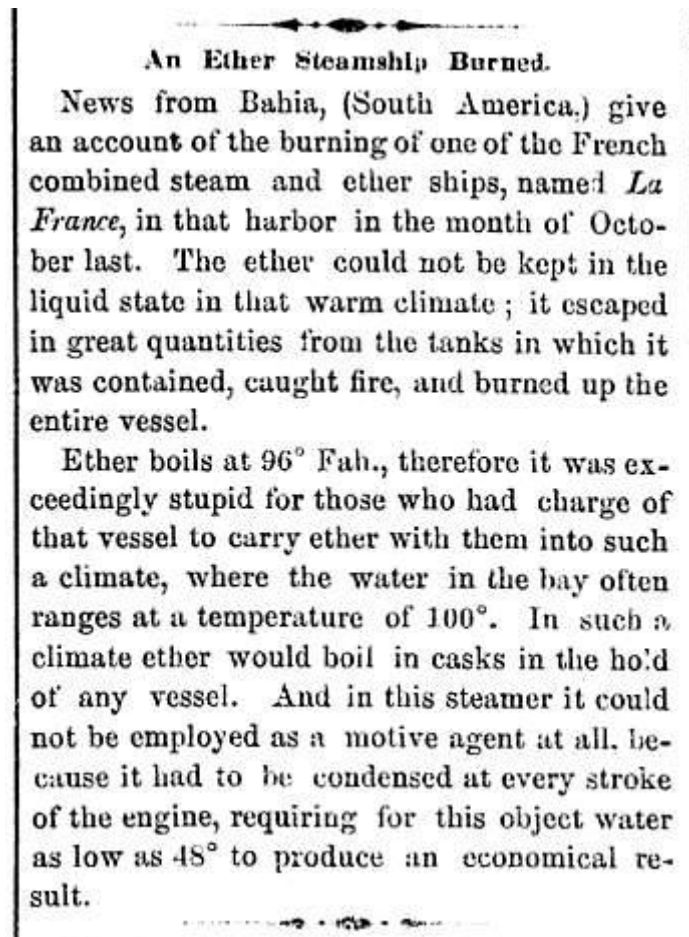 An Ether Steamship Burned.
News from Bahia, (South America,) give
an account of the burning of one of the French
combined steam and ether ships, named La
France, in that harbor in the month of Octo-
ber last. The ether could not be kept in the
liquid state in that warm climate ; it escaped
in great quantities from the tanks in which it
was contained, caught fire, and burned up the
entire vessel.
Ether boils at 96° Fah., therefore it was ex-
ceedingly stupid for those who had charge of
that vessel to carry ether with them into such
a climate, where the water in the bay often
ranges at a temperature of 100°. In such a
climate ether would boil in casks in the hold
of any vessel. And in this steamer it could
not be employed as a motive agent at all, be-
cause it had to be condensed at every stroke
of the engine, requiring for this object water
as low as 48° to produce an economical re-
sult.